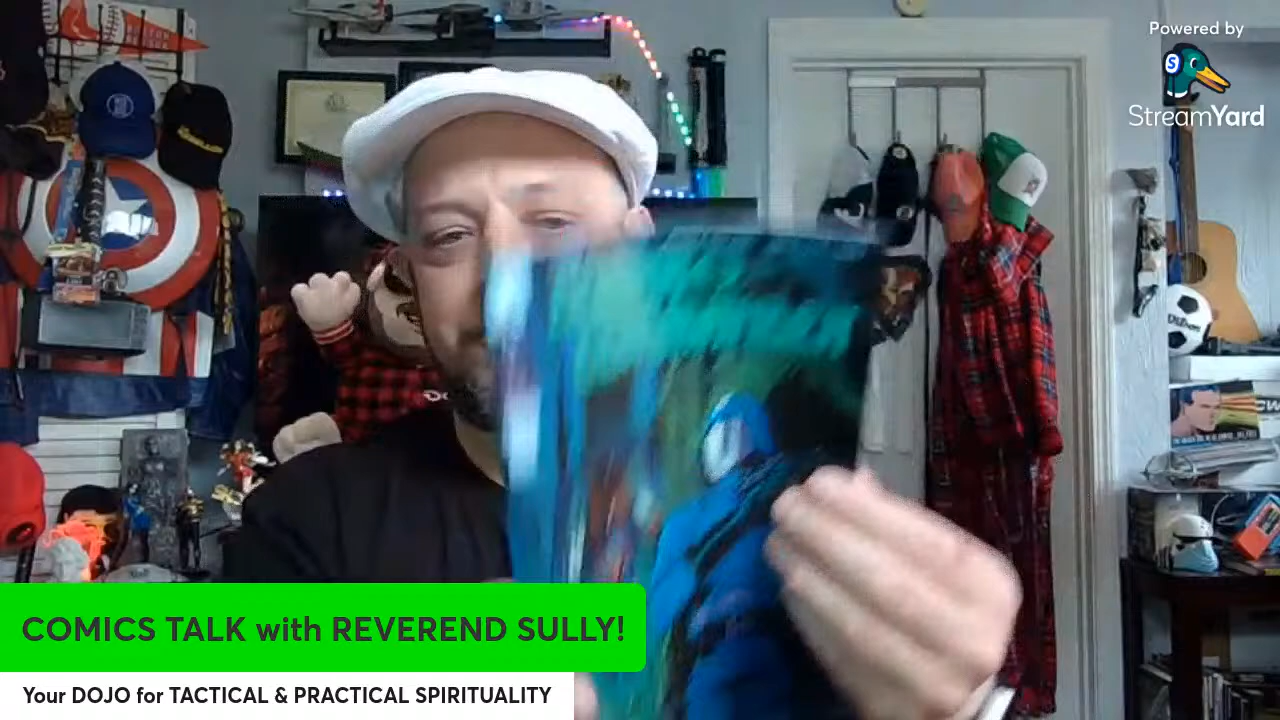 Powered by
StreamYard
COMICS TALK with REVEREND SULLY!
Your DOJO for TACTICAL & PRACTICAL SPIRITUALITY